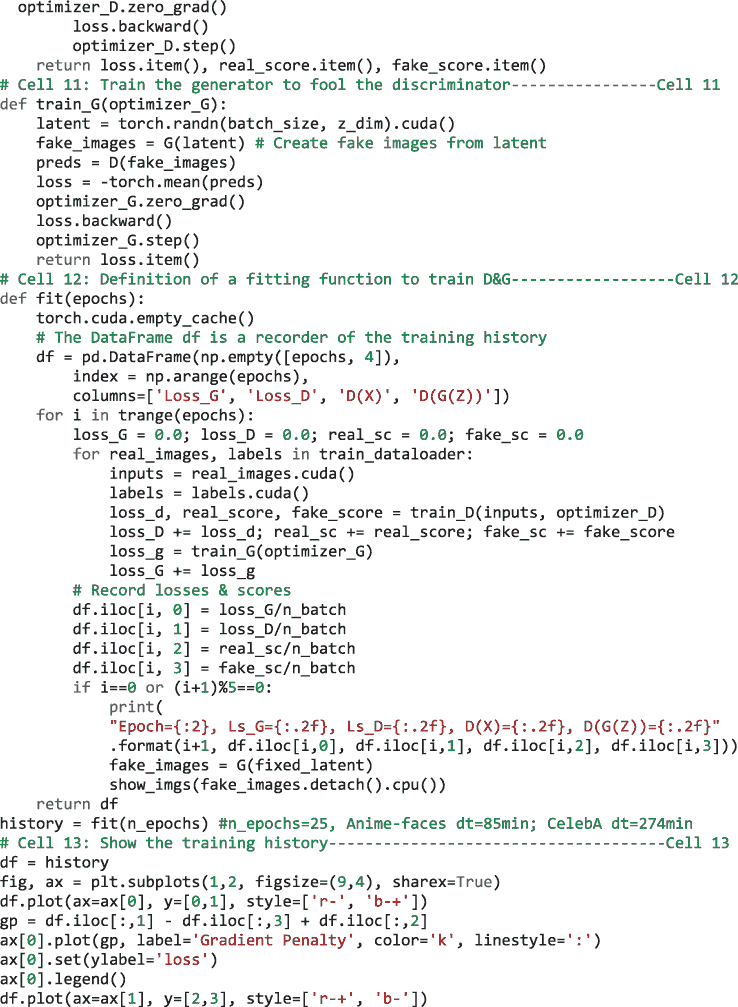 optimizer_D.zero_grad()
        loss.backward()
        optimizer_D.step()
    return loss.item(), real_score.item(), fake_score.item()
# Cell 11: Train the generator to fool the discriminator----------------Cell 11
def train_G(optimizer_G):
    latent = torch.randn(batch_size, z_dim).cuda()
    fake_images = G(latent) # Create fake images from latent
    preds = D(fake_images)
    loss = -torch.mean(preds)
    optimizer_G.zero_grad()
    loss.backward()
    optimizer_G.step()
    return loss.item()
# Cell 12: Definition of a fitting function to train D&G------------------Cell 12
def fit(epochs):
    torch.cuda.empty_cache()
    # The DataFrame df is a recorder of the training history
    df = pd.DataFrame(np.empty([epochs, 4]),
        index = np.arange(epochs),
        columns=['Loss_G', 'Loss_D', 'D(X)', 'D(G(Z))'])
    for i in trange(epochs):
        loss_G = 0.0; loss_D = 0.0; real_sc = 0.0; fake_sc = 0.0
        for real_images, labels in train_dataloader:
            inputs = real_images.cuda()
            labels = labels.cuda()
            loss_d, real_score, fake_score = train_D(inputs, optimizer_D)
            loss_D += loss_d; real_sc += real_score; fake_sc += fake_score
            loss_g = train_G(optimizer_G)
            loss_G += loss_g
        # Record losses & scores
        df.iloc[i, 0] = loss_G/n_batch
        df.iloc[i, 1] = loss_D/n_batch
        df.iloc[i, 2] = real_sc/n_batch
        df.iloc[i, 3] = fake_sc/n_batch
        if i==0 or (i+1)%5==0:
            print(
            "Epoch={:2}, Ls_G={:.2f}, Ls_D={:.2f}, D(X)={:.2f}, D(G(Z))={:.2f}"
            .format(i+1, df.iloc[i,0], df.iloc[i,1], df.iloc[i,2], df.iloc[i,3]))
            fake_images = G(fixed_latent)
            show_imgs(fake_images.detach().cpu())
    return df
history = fit(n_epochs) #n_epochs=25, Anime-faces dt=85min; CelebA dt=274min
# Cell 13: Show the training history-------------------------------------Cell 13
df = history
fig, ax = plt.subplots(1,2, figsize=(9,4), sharex=True)
df.plot(ax=ax[0], y=[0,1], style=['r-', 'b-+'])
gp = df.iloc[:,1] - df.iloc[:,3] + df.iloc[:,2]
ax[0].plot(gp, label='Gradient Penalty', color='k', linestyle=':')
ax[0].set(ylabel='loss')
ax[0].legend()
df.plot(ax=ax[1], y=[2,3], style=['r-+', 'b-'])